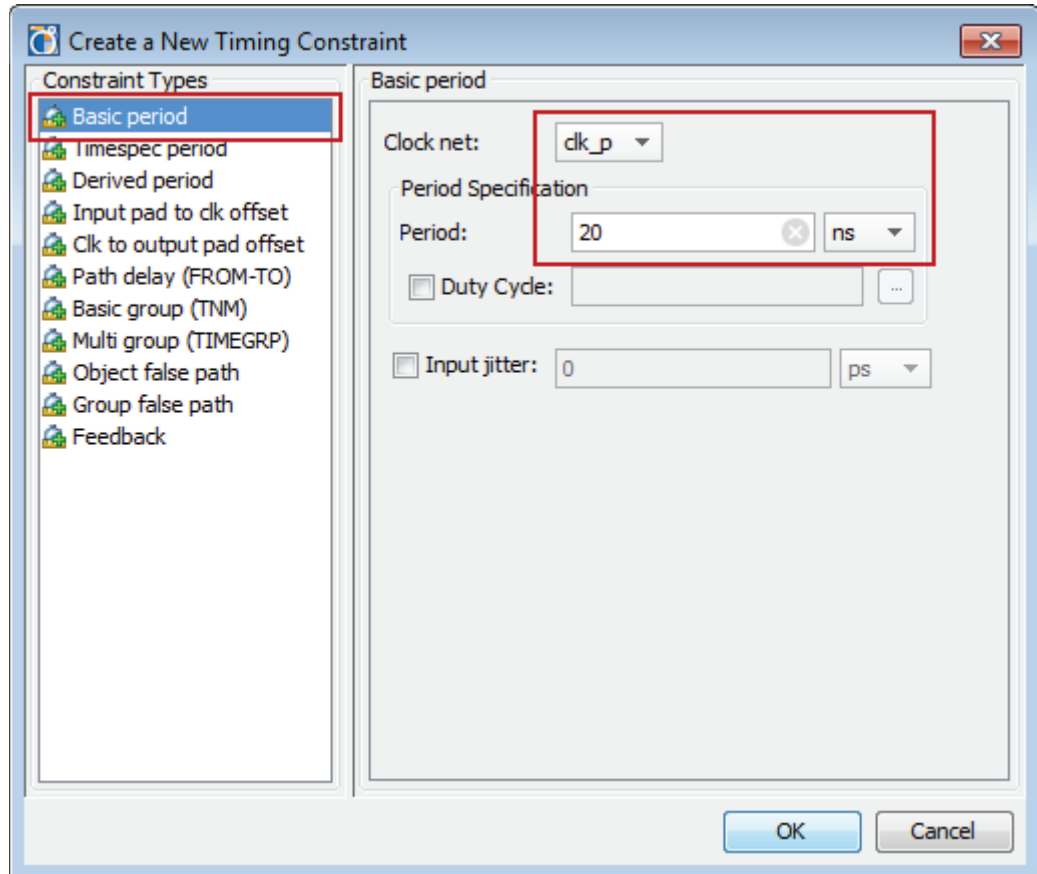 Create a New Timing Constraint
Constraint Types
Basic period
Timespec period
Derived period
Input pad to clk offset
Clk to output pad offset
Path delay (FROM-TO)
Basic group (TNM)
Multi group (TIMEGRP)
Object false path
Group false path
Feedback
Basic period
Clock net: clk_p
Period Specification
Period: 20 ns
Duty Cycle: ...
Input jitter: 0 ps
OK Cancel